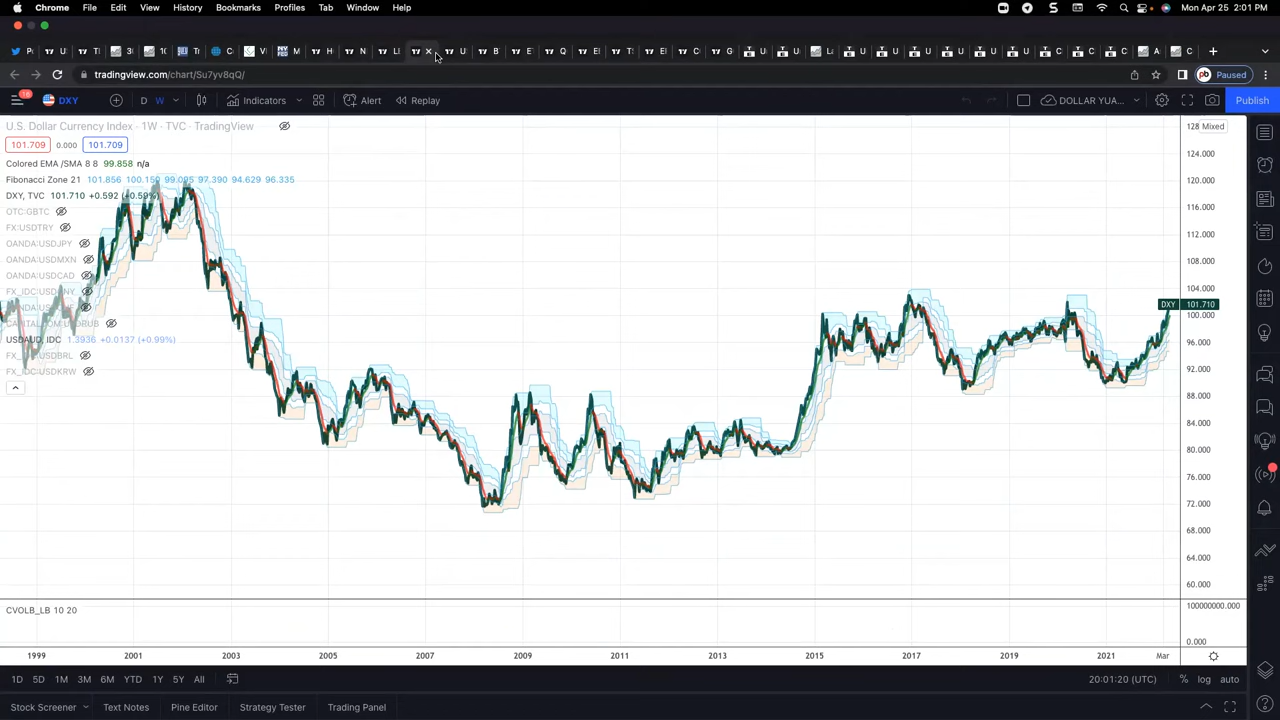 Chrome File Edit View History Bookmarks Profiles Tab Window Help Mon Apr 25 2:01 PM
tradingview.com/chart/Su7yv8qQ/ Paused
16 DXY D W Indicators Alert Replay DOLLAR YUA... Publish
U.S. Dollar Currency Index · 1W · TVC · TradingView
101.709 0.000 101.709
Colored EMA /SMA 8 8 99.858 n/a
Fibonacci Zone 21 101.856 100.159 99.095 97.390 94.629 96.335
DXY, TVC 101.710 +0.592 (+0.59%)
OTC:GBTC
FX:USDTRY
OANDA:USDJPY
OANDA:USDMXN
OANDA:USDCAD
USDAUD, IDC 1.3936 +0.0137 (+0.99%)
FX_IDC:USDBRL
FX_IDC:USDKRW
128 Mixed
124.000
120.000
116.000
112.000
108.000
104.000
DXY 101.710
100.000
96.000
92.000
88.000
84.000
80.000
76.000
72.000
68.000
64.000
60.000
CVOLB_LB 10 20
100000000.000
0.000
1999 2001 2003 2005 2007 2009 2011 2013 2015 2017 2019 2021 Mar
1D 5D 1M 3M 6M YTD 1Y 5Y All 20:01:20 (UTC) % log auto
Stock Screener Text Notes Pine Editor Strategy Tester Trading Panel